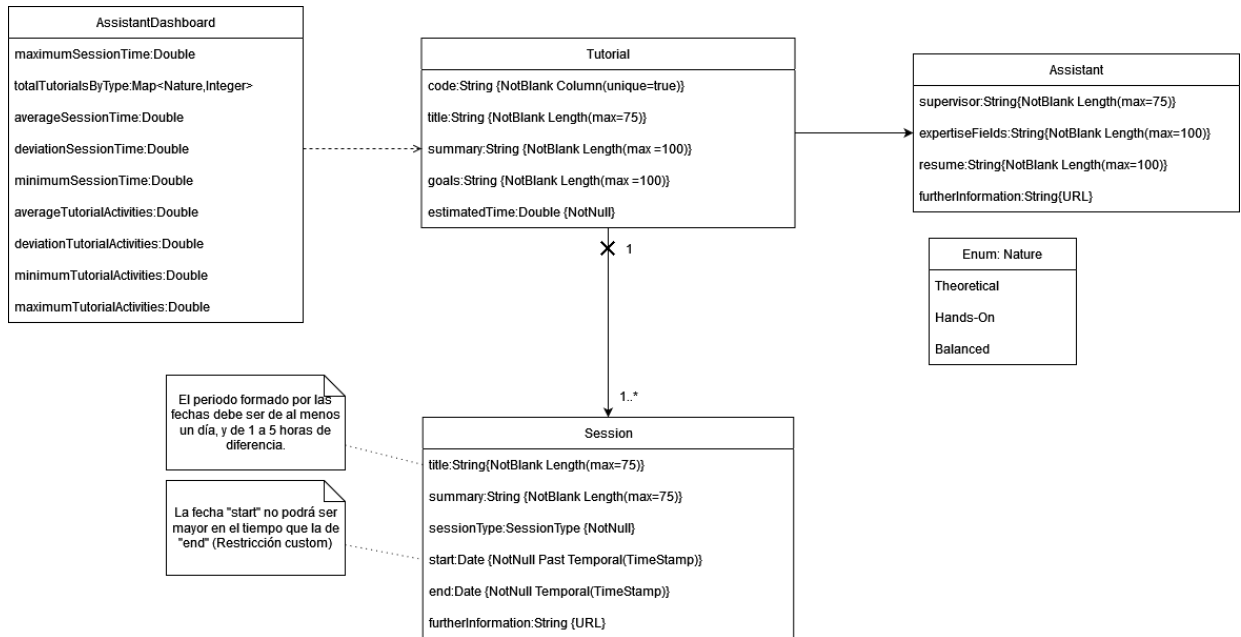 AssistantDashboard
maximumSessionTime:Double
totalTutorialsByType:Map<Nature,Integer>
averageSessionTime:Double
deviationSessionTime:Double
minimumSessionTime:Double
averageTutorialActivities:Double
deviationTutorialActivities:Double
minimumTutorialActivities:Double
maximumTutorialActivities:Double
Tutorial
code:String {NotBlank Column(unique=true)}
title:String {NotBlank Length(max=75)}
summary:String {NotBlank Length(max =100)}
goals:String {NotBlank Length(max =100)}
estimatedTime:Double {NotNull}
Assistant
supervisor:String{NotBlank Length(max=75)}
expertiseFields:String{NotBlank Length(max=100)}
resume:String{NotBlank Length(max=100)}
furtherInformation:String{URL}
Enum: Nature
Theoretical
Hands-On
Balanced
1
1..*
El periodo formado por las
fechas debe ser de al menos
un día, y de 1 a 5 horas de
diferencia.
La fecha "start" no podrá ser
mayor en el tiempo que la de
"end" (Restricción custom)
Session
title:String{NotBlank Length(max=75)}
summary:String {NotBlank Length(max=75)}
sessionType:SessionType {NotNull}
start:Date {NotNull Past Temporal(TimeStamp)}
end:Date {NotNull Temporal(TimeStamp)}
furtherInformation:String {URL}